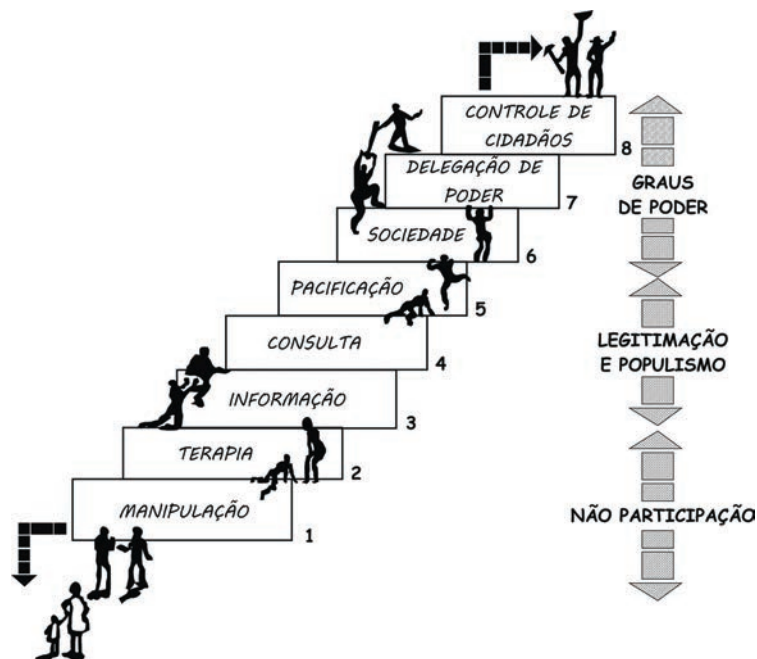 CONTROLE DE
CIDADÃOS
8
DELEGAÇÃO DE
PODER
7
SOCIEDADE
6
PACIFICAÇÃO
5
CONSULTA
4
INFORMAÇÃO
3
TERAPIA
2
MANIPULAÇÃO
1
GRAUS
DE PODER
LEGITIMAÇÃO
E POPULISMO
NÃO PARTICIPAÇÃO